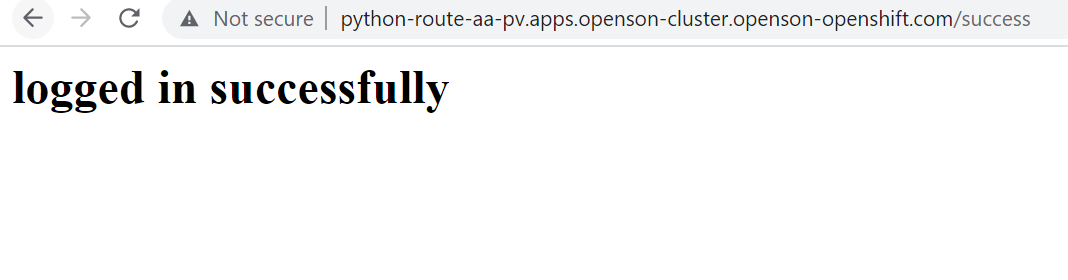 Not secure | python-route-aa-pv.apps.openson-cluster.openson-openshift.com/success
logged in successfully